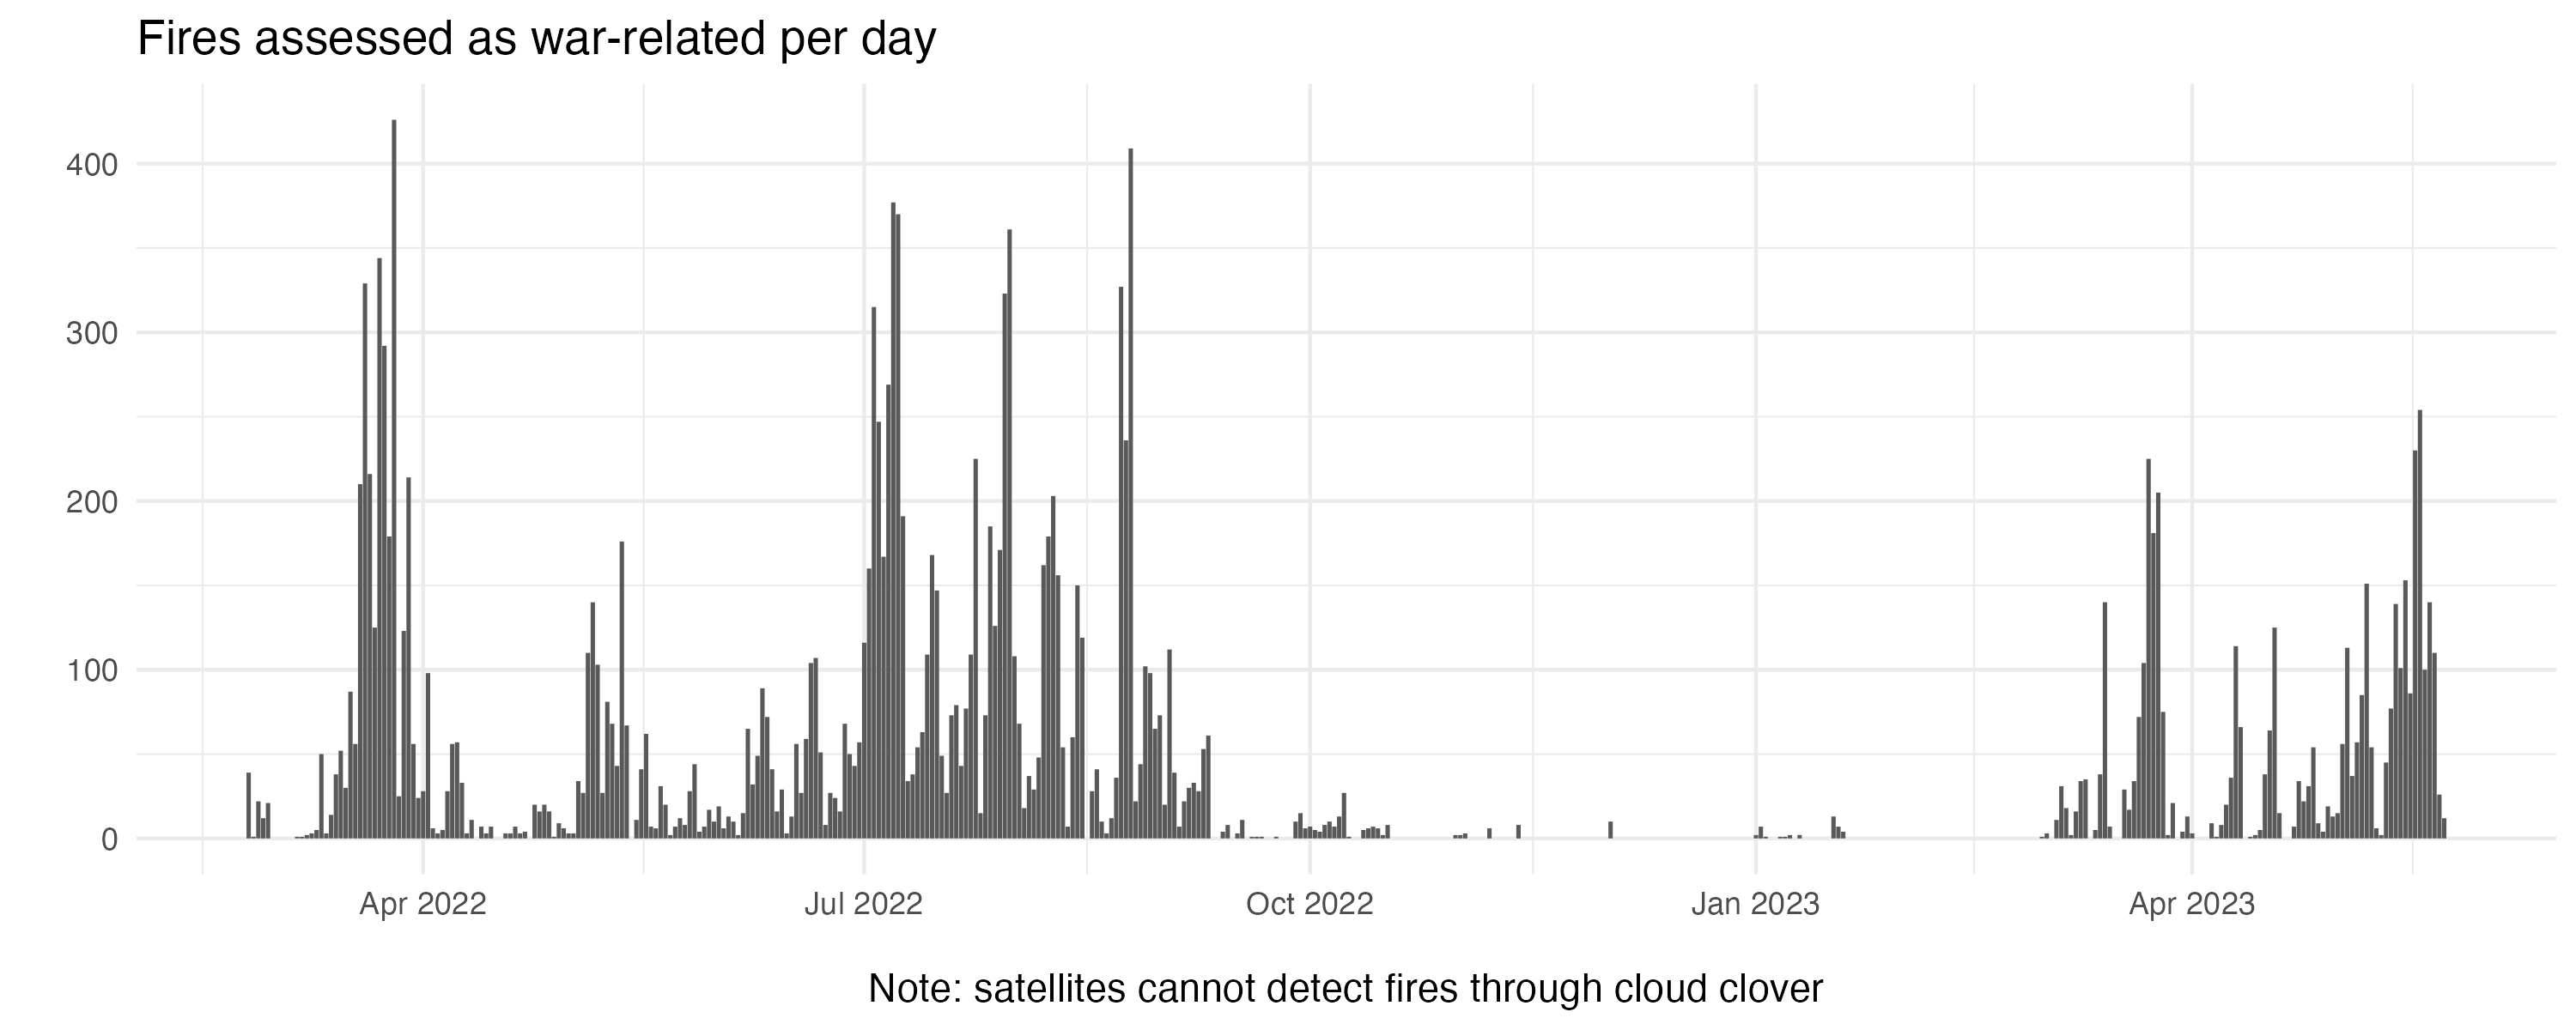 Fires assessed as war-related per day
400
300
200
100
0
Apr 2022
Jul 2022
Oct 2022
Jan 2023
Apr 2023
Note: satellites cannot detect fires through cloud clover